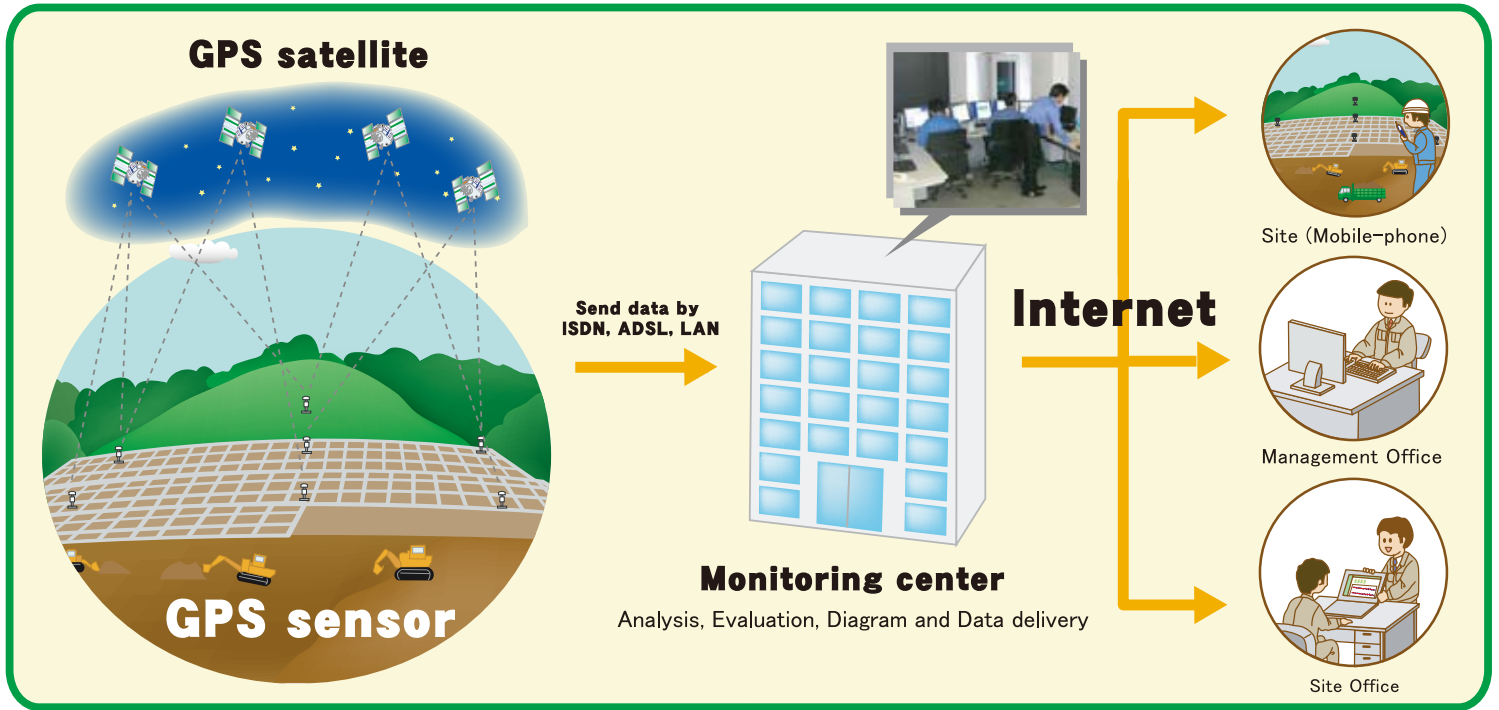 GPS satellite
Send data by
ISDN, ADSL, LAN
GPS sensor
Monitoring center
Analysis, Evaluation, Diagram and Data delivery
Internet
Site (Mobile-phone)
Management Office
Site Office